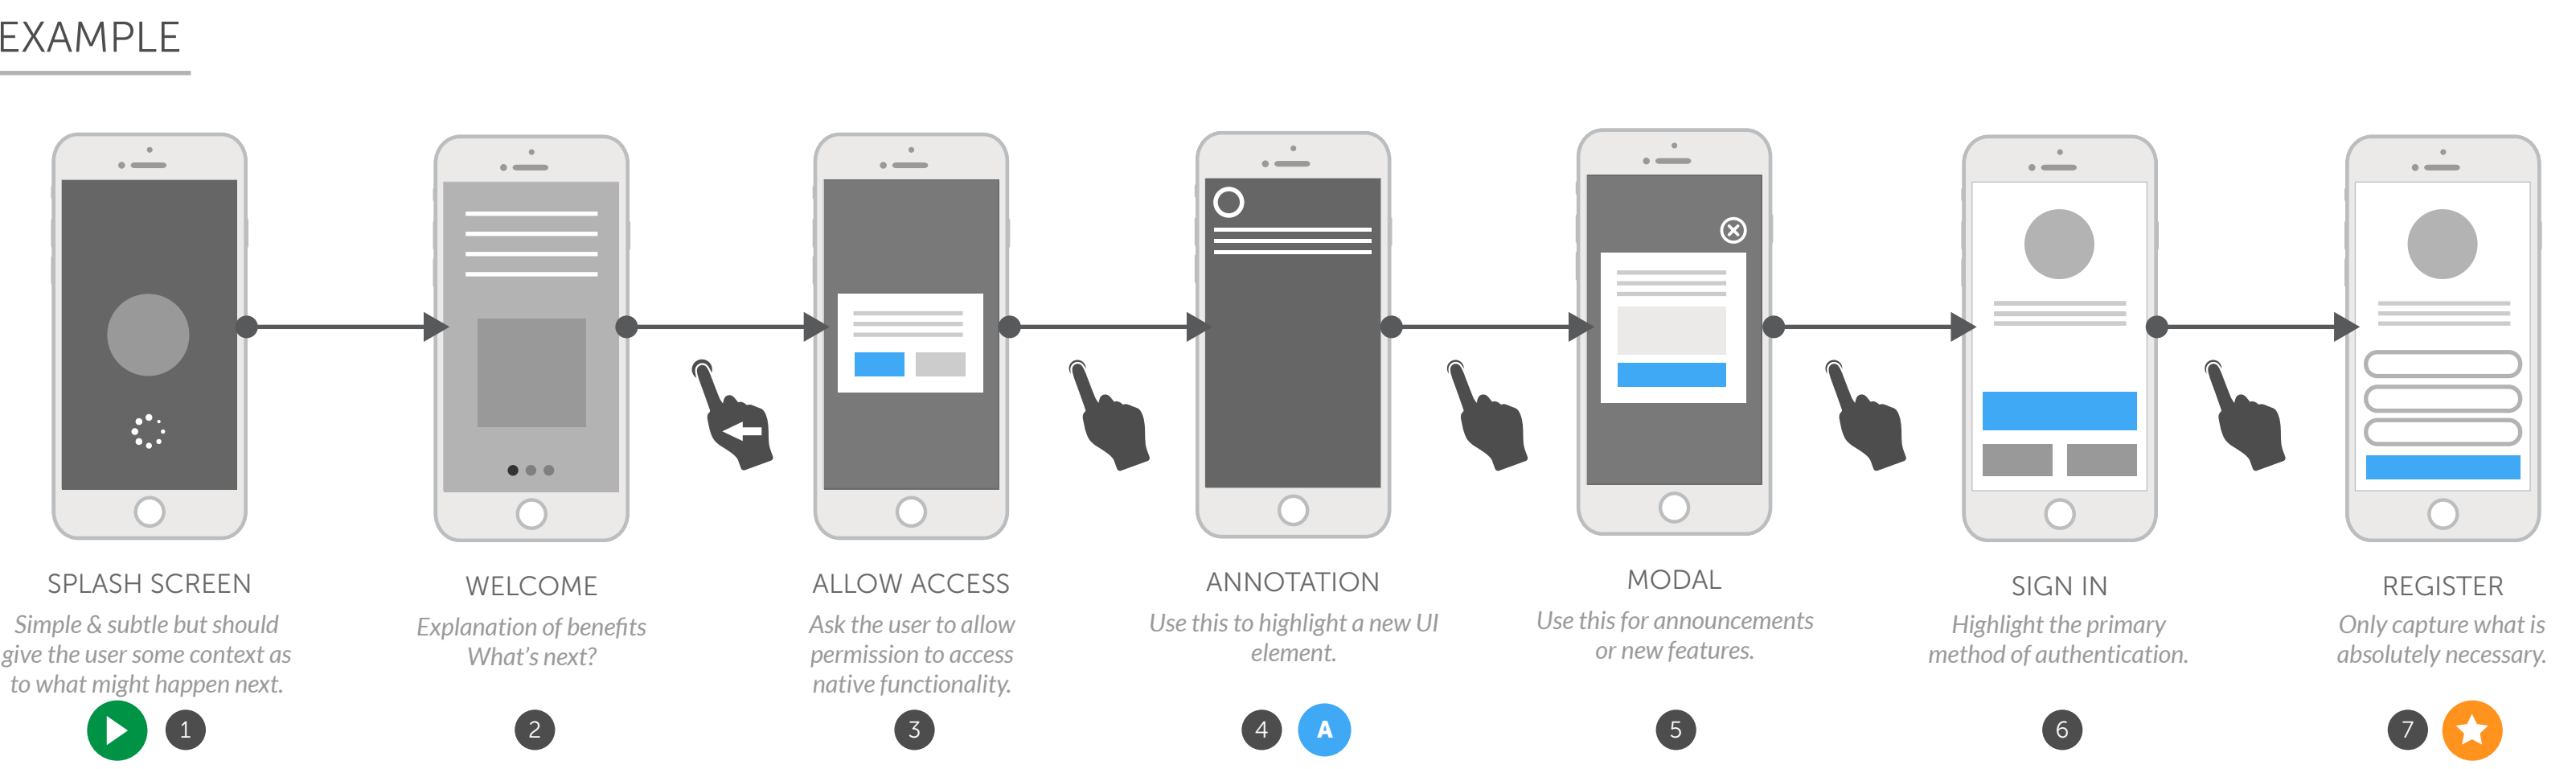 EXAMPLE
SPLASH SCREEN
Simple & subtle but should
give the user some context as
to what might happen next.
1
WELCOME
Explanation of benefits
What's next?
2
ALLOW ACCESS
Ask the user to allow
permission to access
native functionality.
3
ANNOTATION
Use this to highlight a new UI
element.
4 A
MODAL
Use this for announcements
or new features.
5
SIGN IN
Highlight the primary
method of authentication.
6
REGISTER
Only capture what is
absolutely necessary.
7